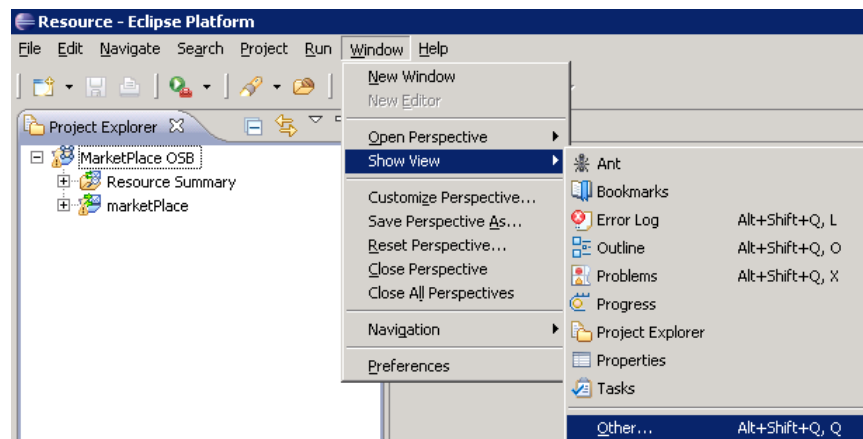 Resource - Eclipse Platform
File Edit Navigate Search Project Run Window Help
Project Explorer
MarketPlace OSB
Resource Summary
marketPlace
New Window
New Editor
Open Perspective
Show View
Customize Perspective...
Save Perspective As...
Reset Perspective...
Close Perspective
Close All Perspectives
Navigation
Preferences
Ant
Bookmarks
Error Log Alt+Shift+Q, L
Outline Alt+Shift+Q, O
Problems Alt+Shift+Q, X
Progress
Project Explorer
Properties
Tasks
Other... Alt+Shift+Q, Q